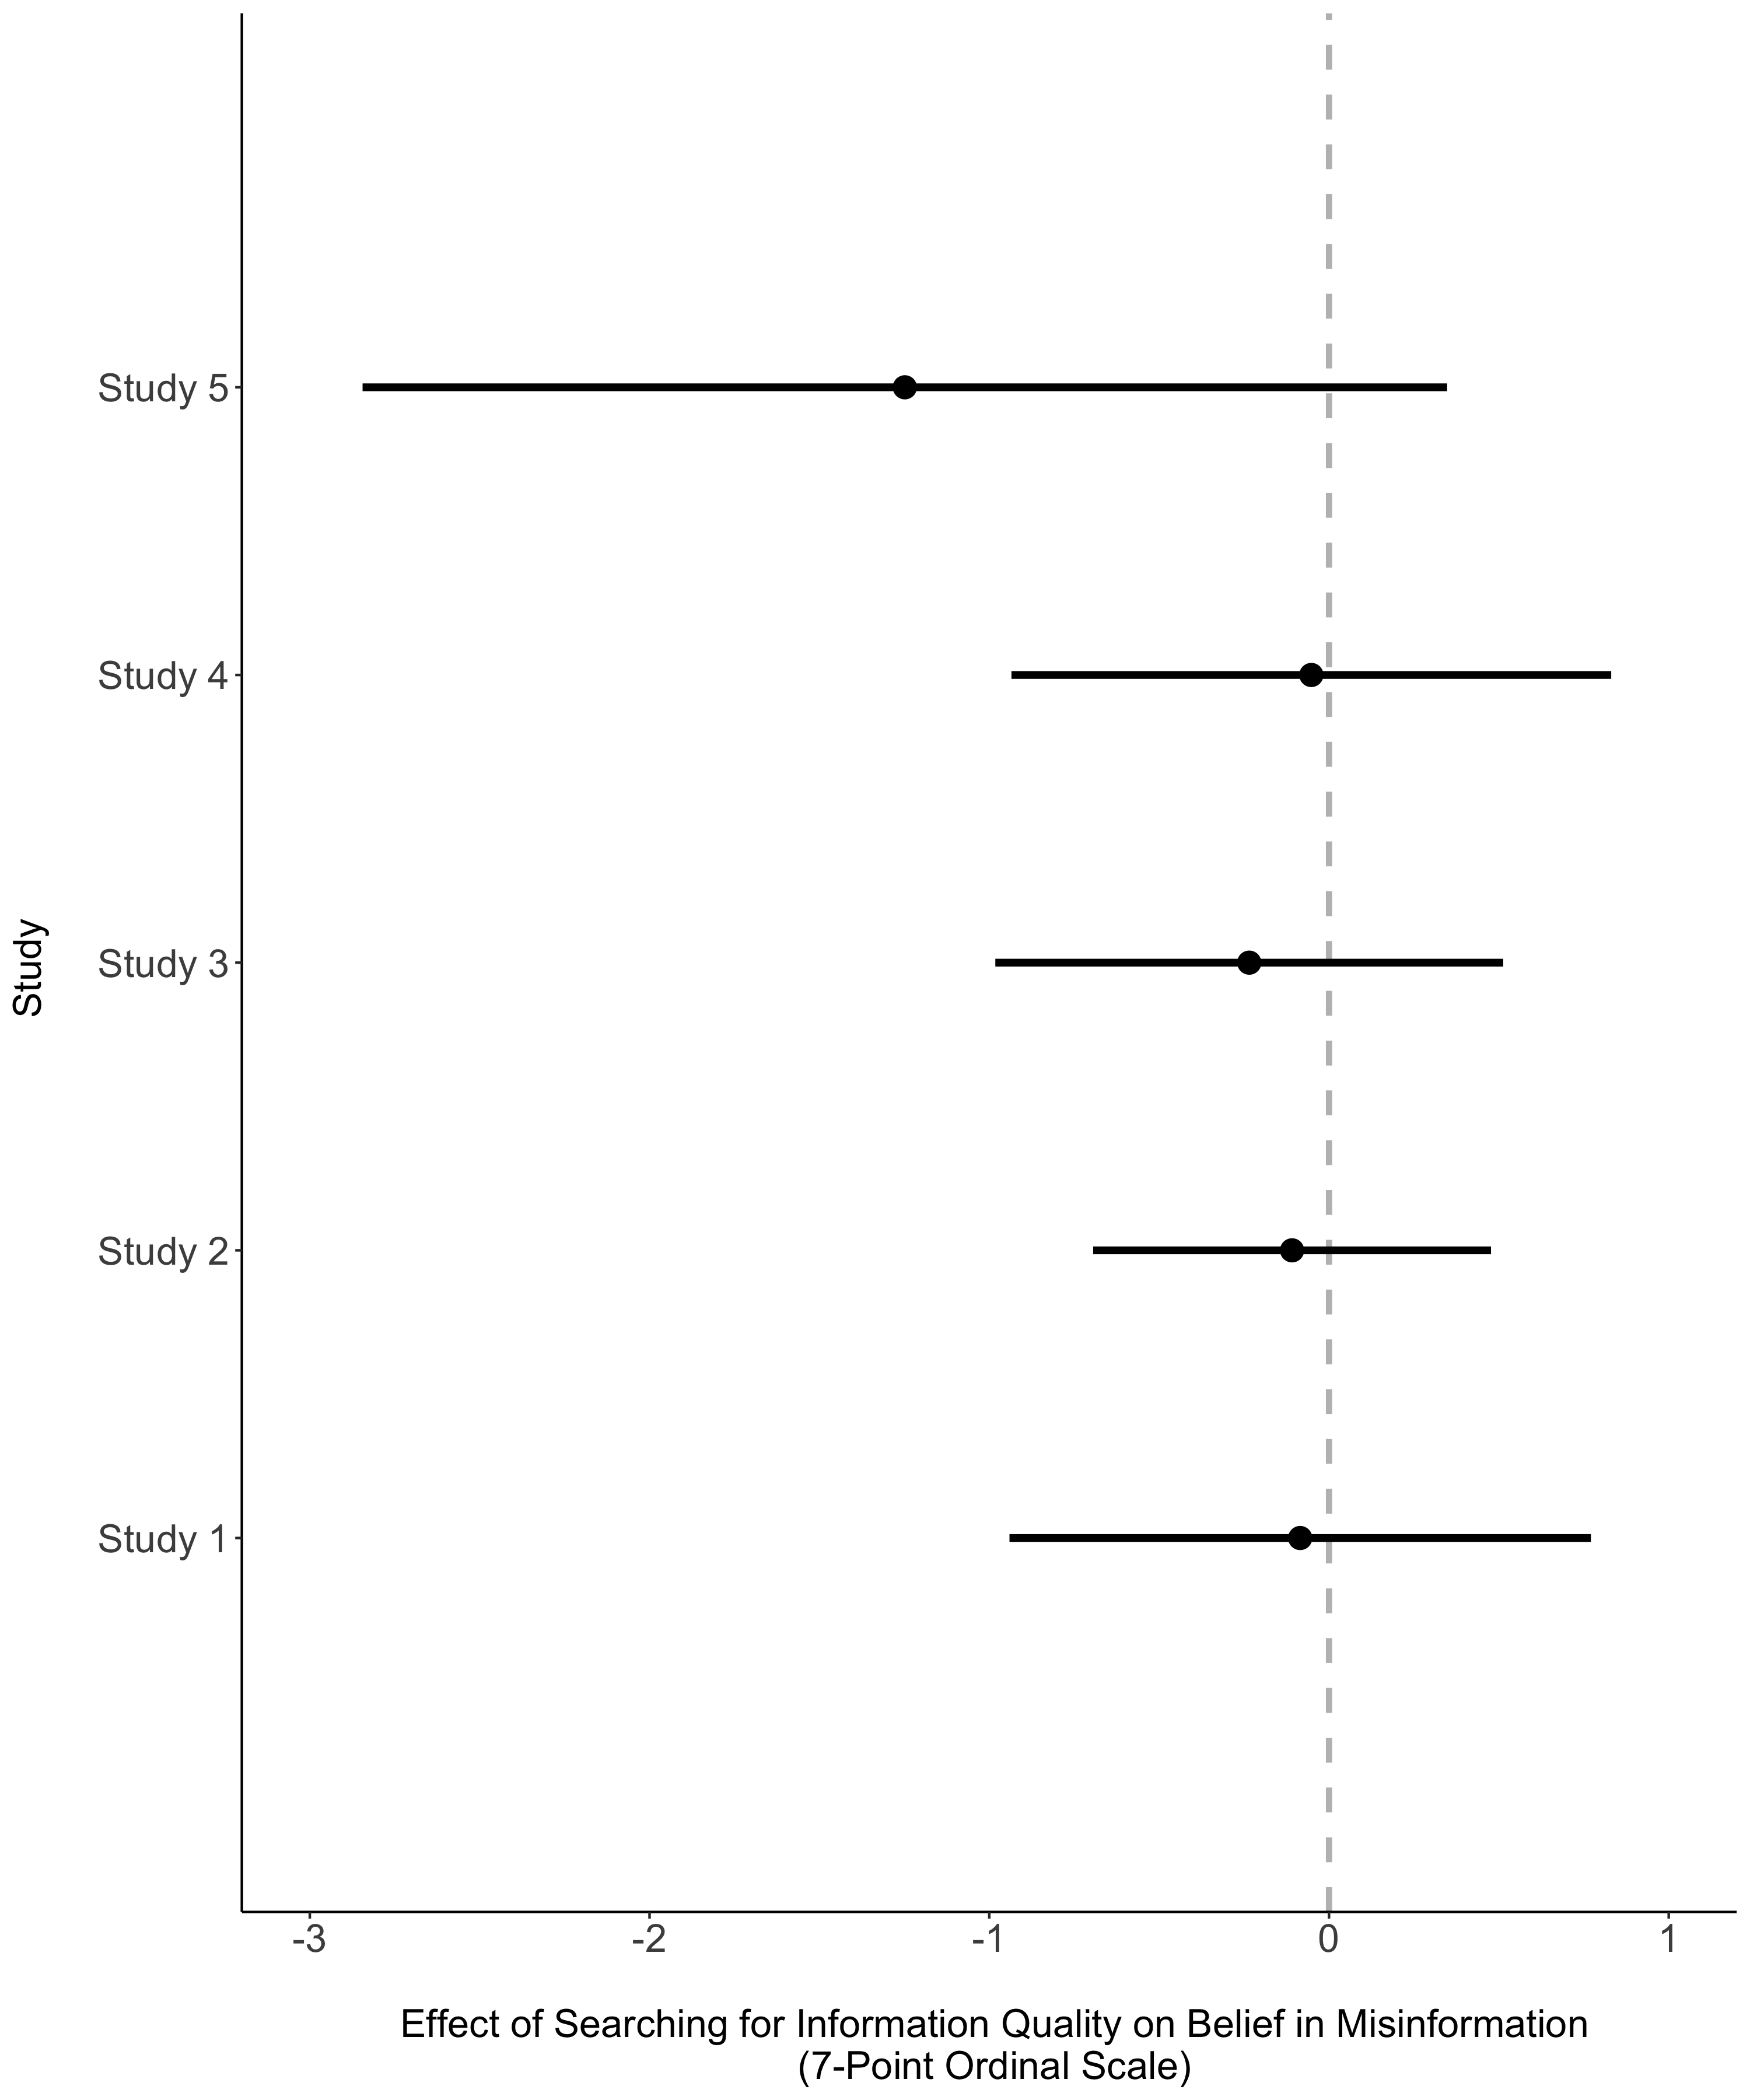 Study
Study 5
Study 4
Study 3
Study 2
Study 1
-3
-2
-1
0
1
Effect of Searching for Information Quality on Belief in Misinformation
(7-Point Ordinal Scale)